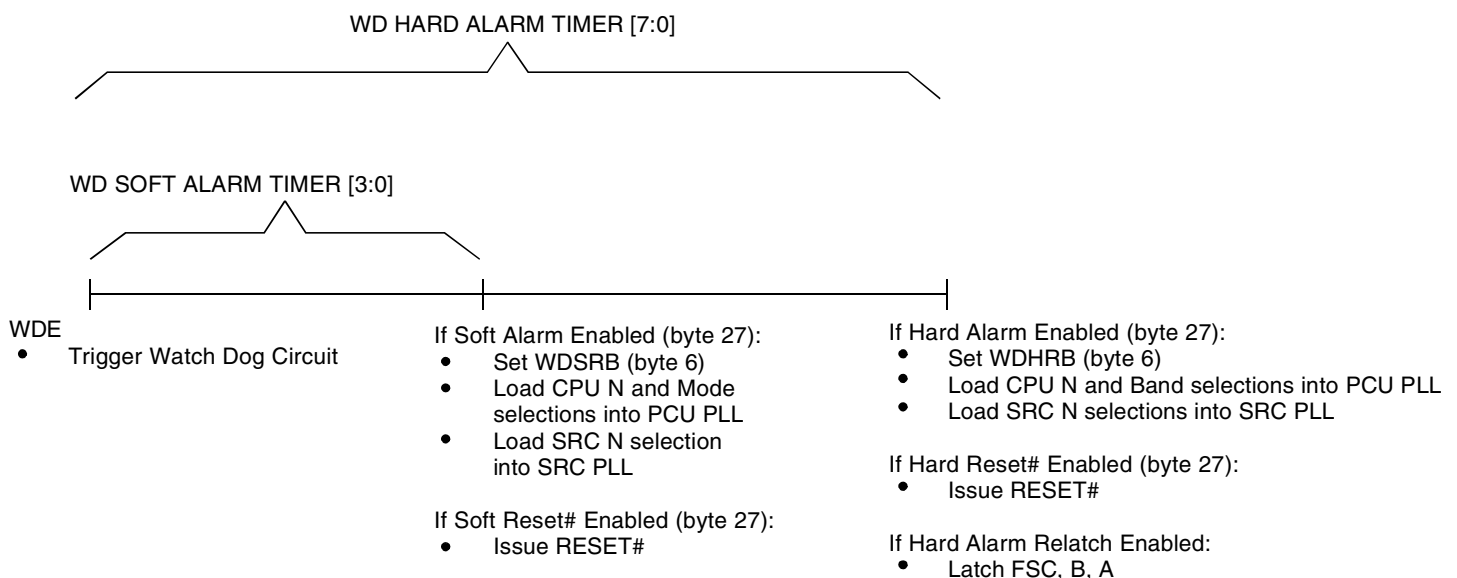 WD HARD ALARM TIMER [7:0]
WD SOFT ALARM TIMER [3:0]
WDE
• Trigger Watch Dog Circuit
If Soft Alarm Enabled (byte 27):
• Set WDSRB (byte 6)
• Load CPU N and Mode
selections into PCU PLL
• Load SRC N selection
into SRC PLL
If Soft Reset# Enabled (byte 27):
• Issue RESET#
If Hard Alarm Enabled (byte 27):
• Set WDHRB (byte 6)
• Load CPU N and Band selections into PCU PLL
• Load SRC N selections into SRC PLL
If Hard Reset# Enabled (byte 27):
• Issue RESET#
If Hard Alarm Relatch Enabled:
• Latch FSC, B, A